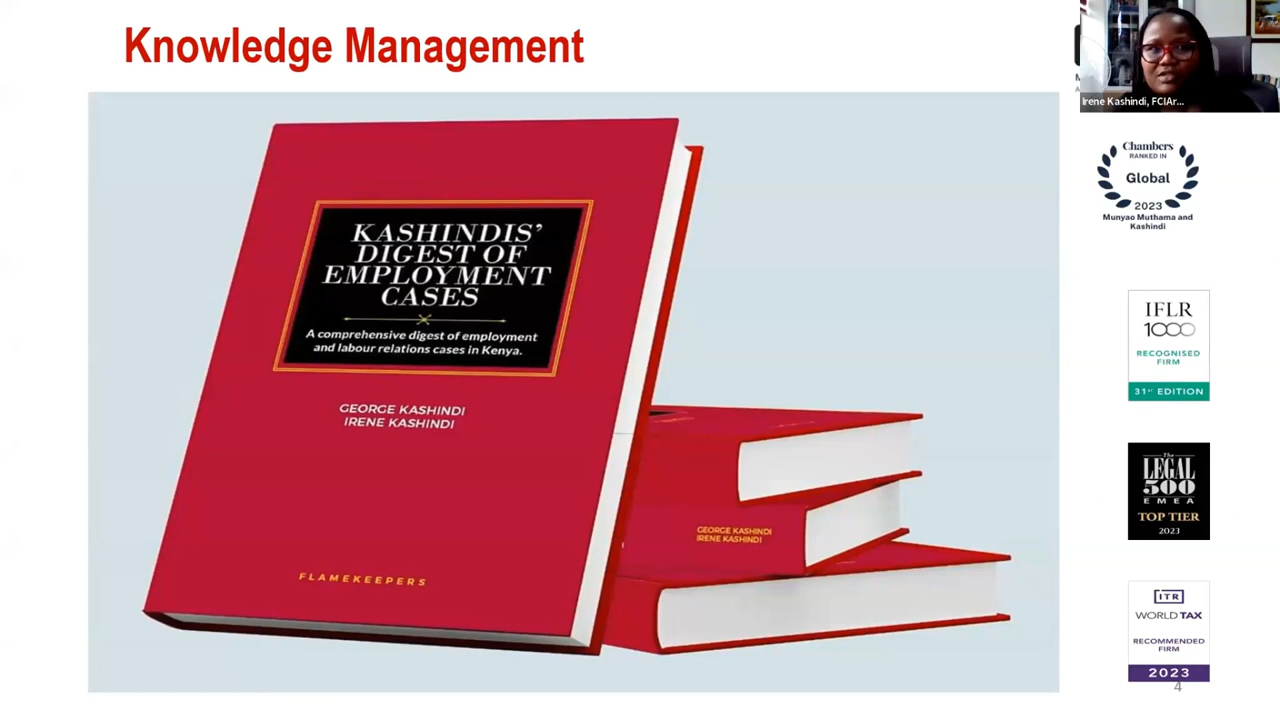 Knowledge Management
KASHINDIS'
DIGEST OF
EMPLOYMENT
CASES
A comprehensive digest of employment
and labour relations cases in Kenya.
GEORGE KASHINDI
IRENE KASHINDI
FLAMEKEEPERS
GEORGE KASHINDI
IRENE KASHINDI
Irene Kashindi, FCIAr...
Chambers
RANKED IN
Global
2023
Munyao Muthama and
Kashindi
IFLR
1000
RECOGNISED
FIRM
31ST EDITION
The
LEGAL
500
EMEA
TOP TIER
2023
ITR
WORLD TAX
RECOMMENDED
FIRM
2023
4